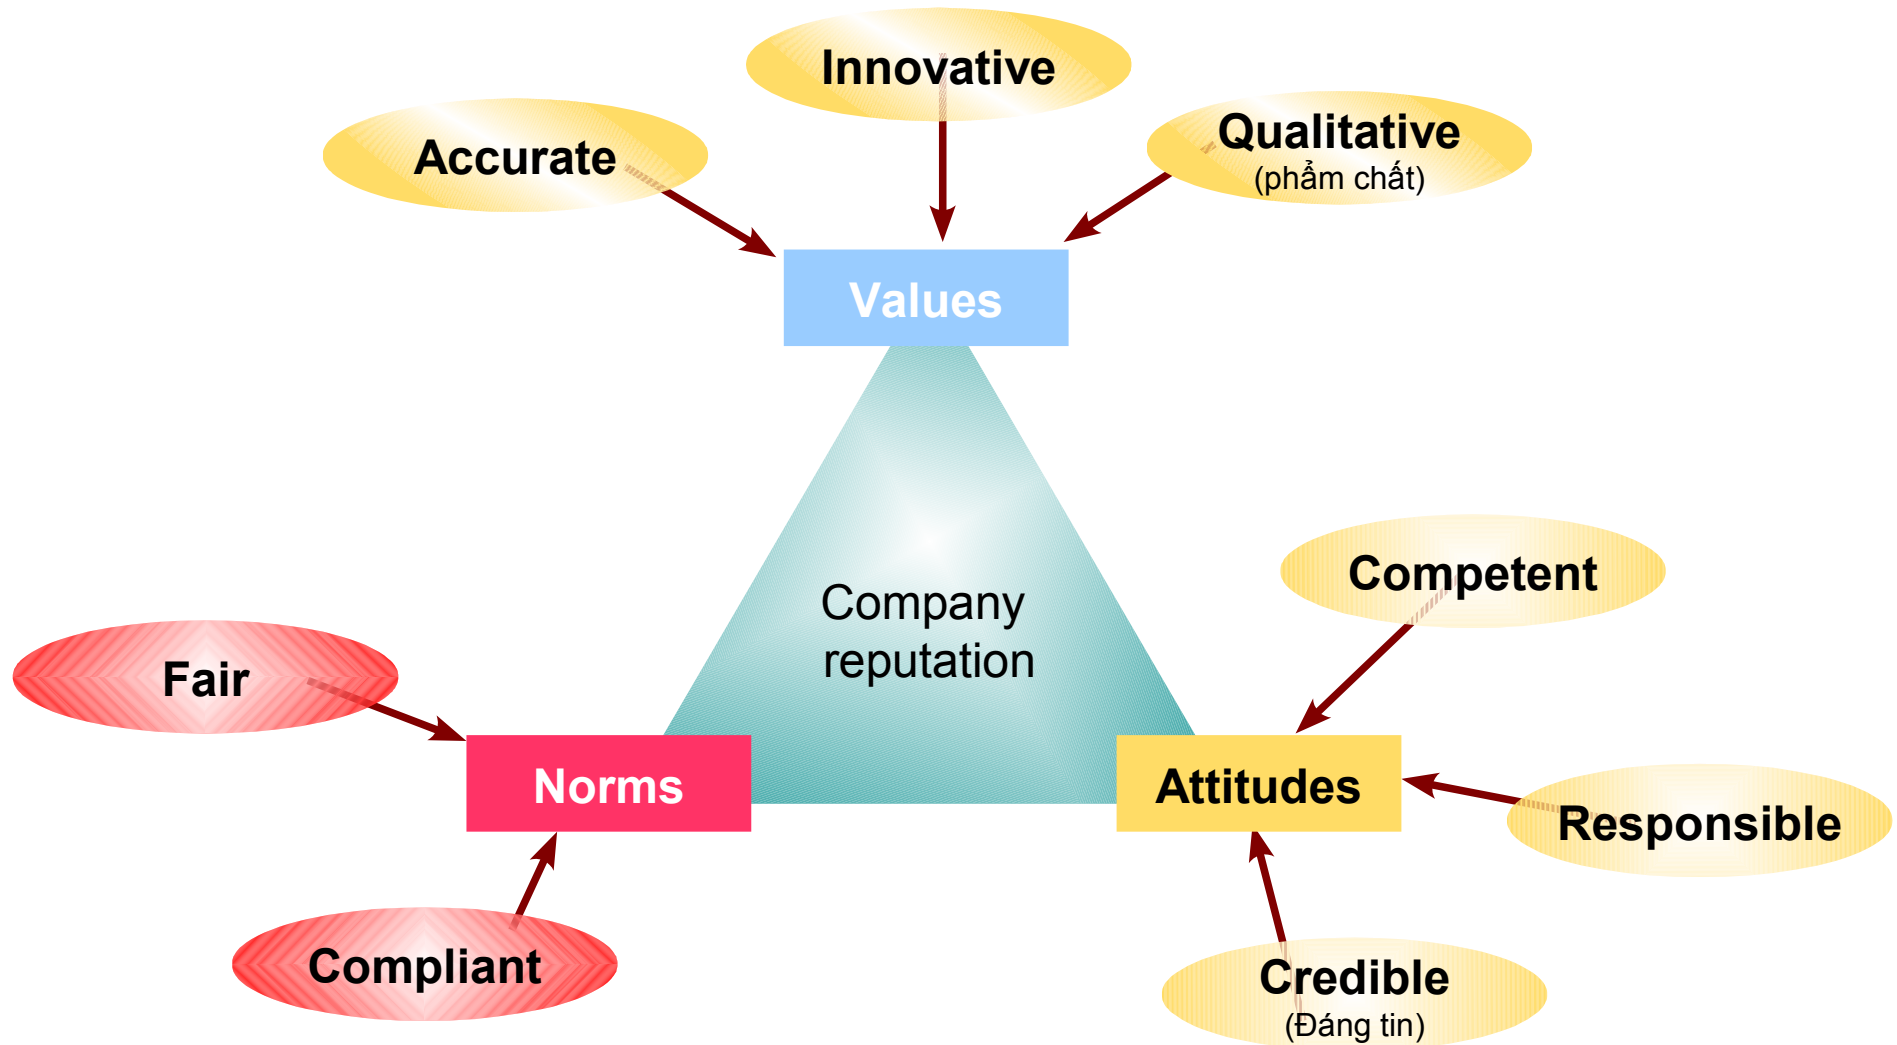 Innovative
Accurate
Qualitative
(phẩm chất)
Values
Company
reputation
Competent
Fair
Norms
Attitudes
Responsible
Compliant
Credible
(Đáng tin)